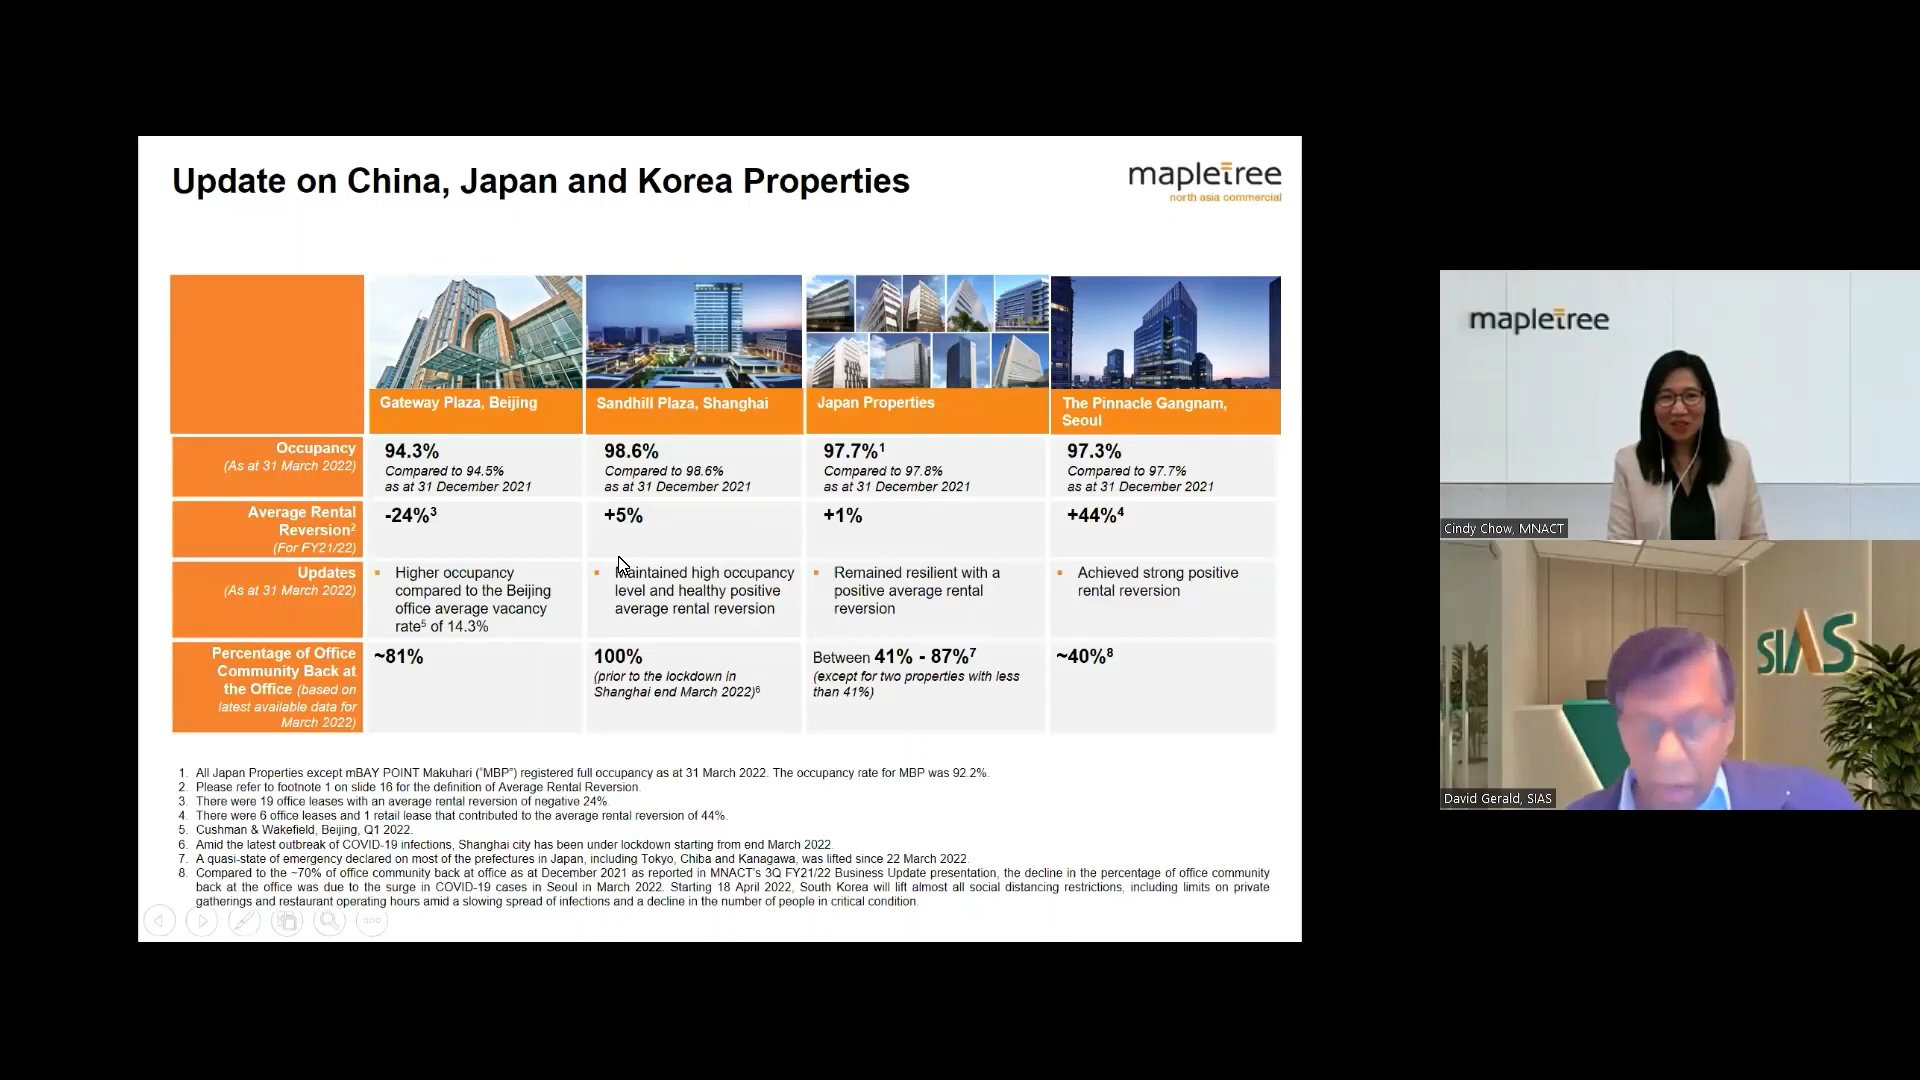 Update on China, Japan and Korea Properties
mapletree
north asia commercial
Gateway Plaza, Beijing
Sandhill Plaza, Shanghai
Japan Properties
The Pinnacle Gangnam,
Seoul
Occupancy
(As at 31 March 2022)
94.3%
Compared to 94.5%
as at 31 December 2021
98.6%
Compared to 98.6%
as at 31 December 2021
97.7%¹
Compared to 97.8%
as at 31 December 2021
97.3%
Compared to 97.7%
as at 31 December 2021
Average Rental
Reversion²
(For FY21/22)
-24%³
+5%
+1%
+44%⁴
Updates
(As at 31 March 2022)
▪ Higher occupancy
compared to the Beijing
office average vacancy
rate⁵ of 14.3%
▪ Maintained high occupancy
level and healthy positive
average rental reversion
▪ Remained resilient with a
positive average rental
reversion
▪ Achieved strong positive
rental reversion
Percentage of Office
Community Back at
the Office (based on
latest available data for
March 2022)
~81%
100%
(prior to the lockdown in
Shanghai end March 2022)⁶
Between 41% - 87%⁷
(except for two properties with less
than 41%)
~40%⁸
1. All Japan Properties except mBAY POINT Makuhari ("MBP") registered full occupancy as at 31 March 2022. The occupancy rate for MBP was 92.2%.
2. Please refer to footnote 1 on slide 16 for the definition of Average Rental Reversion.
3. There were 19 office leases with an average rental reversion of negative 24%.
4. There were 6 office leases and 1 retail lease that contributed to the average rental reversion of 44%.
5. Cushman & Wakefield, Beijing, Q1 2022.
6. Amid the latest outbreak of COVID-19 infections, Shanghai city has been under lockdown starting from end March 2022.
7. A quasi-state of emergency declared on most of the prefectures in Japan, including Tokyo, Chiba and Kanagawa, was lifted since 22 March 2022.
8. Compared to the ~70% of office community back at office as at December 2021 as reported in MNACT's 3Q FY21/22 Business Update presentation, the decline in the percentage of office community
back at the office was due to the surge in COVID-19 cases in Seoul in March 2022. Starting 18 April 2022, South Korea will lift almost all social distancing restrictions, including limits on private
gatherings and restaurant operating hours amid a slowing spread of infections and a decline in the number of people in critical condition.
mapletree
Cindy Chow, MNACT
SIAS
David Gerald, SIAS